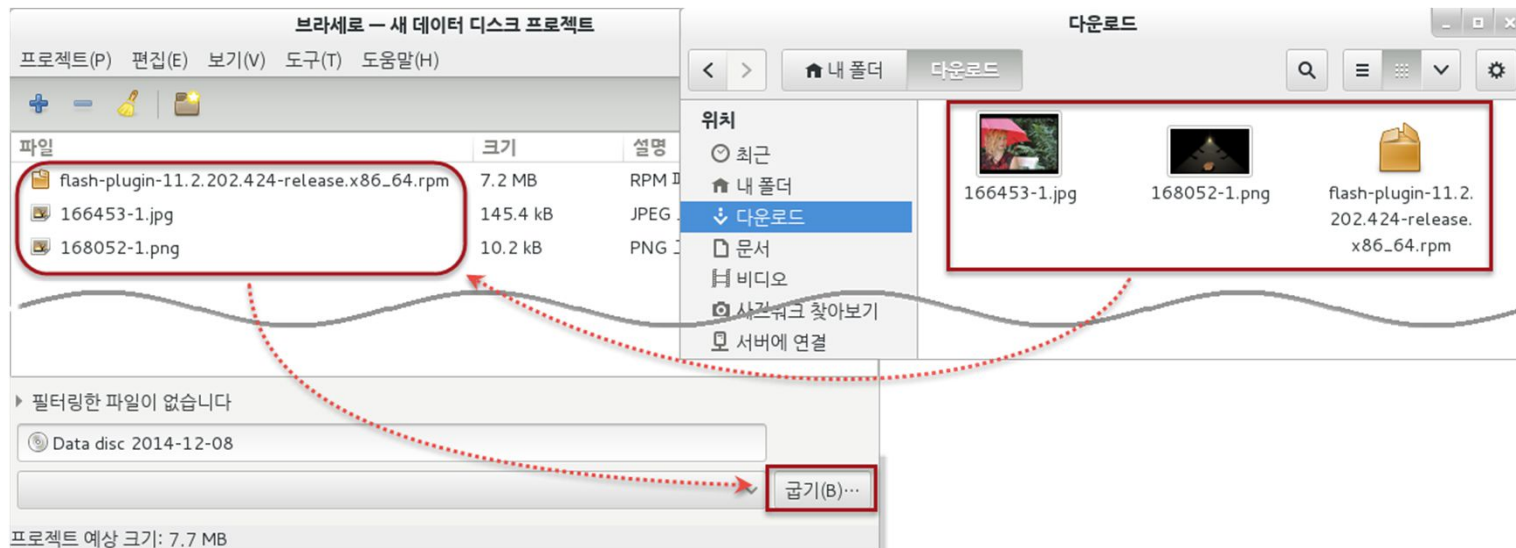 브라세로 — 새 데이터 디스크 프로젝트
프로젝트(P) 편집(E) 보기(V) 도구(T) 도움말(H)
파일 크기 설명
flash-plugin-11.2.202.424-release.x86_64.rpm 7.2 MB RPM
166453-1.jpg 145.4 kB JPEG
168052-1.png 10.2 kB PNG
필터링한 파일이 없습니다
Data disc 2014-12-08
굽기(B)…
프로젝트 예상 크기: 7.7 MB
다운로드
내 폴더 다운로드
위치
최근
내 폴더
다운로드
문서
비디오
찾아보기
서버에 연결
166453-1.jpg
168052-1.png
flash-plugin-11.2.
202.424-release.
x86_64.rpm